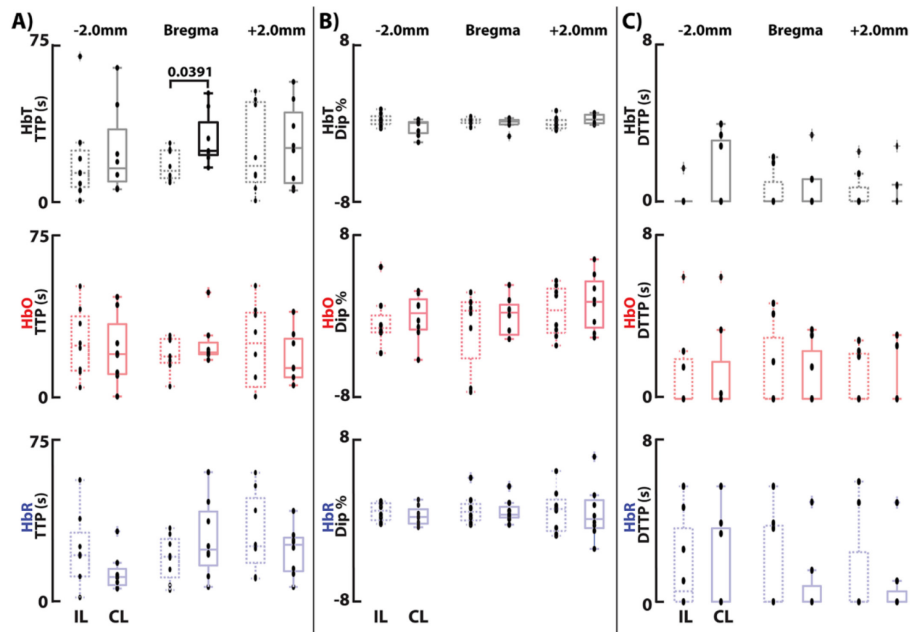 A) B) C)
-2.0mm Bregma +2.0mm -2.0mm Bregma +2.0mm -2.0mm Bregma +2.0mm
75 8 8
0.0391
HbT
TTP (s)
HbT
Dip %
HbT
DTTP (s)
0 -8 0
75 8 8
HbO
TTP (s)
HbO
Dip %
HbO
DTTP (s)
0 -8 0
75 8 8
HbR
TTP (s)
HbR
Dip %
HbR
DTTP (s)
0 -8 0
IL CL IL CL IL CL